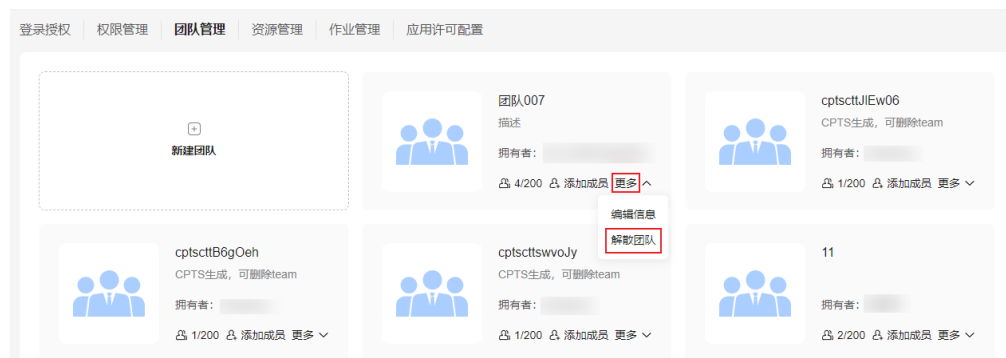 登录授权 权限管理 团队管理 资源管理 作业管理 应用许可配置
新建团队
团队007
描述
拥有者：
4/200 添加成员 更多
编辑信息
解散团队
cptscttJlEw06
CPTS生成，可删除team
拥有者：
1/200 添加成员 更多
cptscttB6gOeh
CPTS生成，可删除team
拥有者：
1/200 添加成员 更多
cptscttswvoJy
CPTS生成，可删除team
拥有者：
1/200 添加成员 更多
11
拥有者：
2/200 添加成员 更多